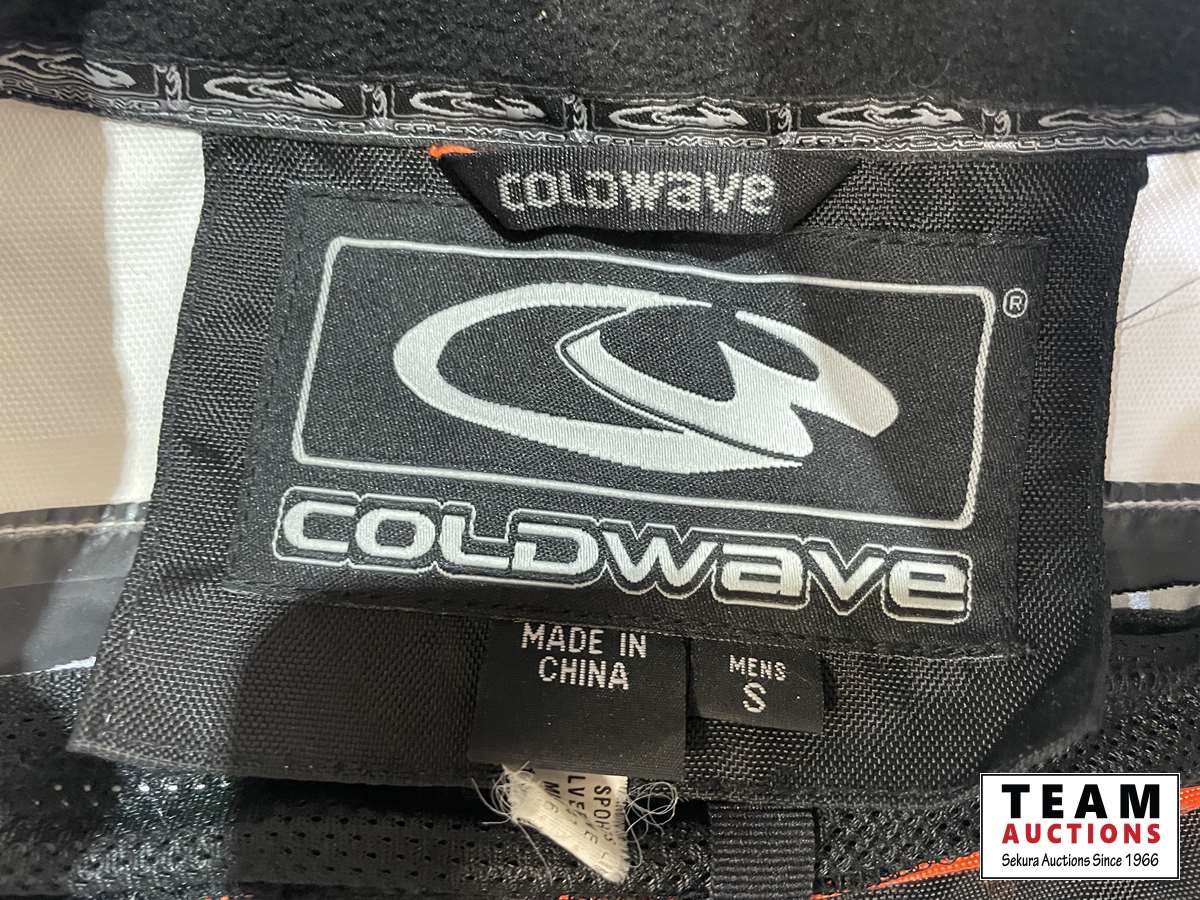 COLDWAVE
®
COLDWAVE
MADE IN
CHINA
MENS
S
TEAM
AUCTIONS
Sekura Auctions Since 1966